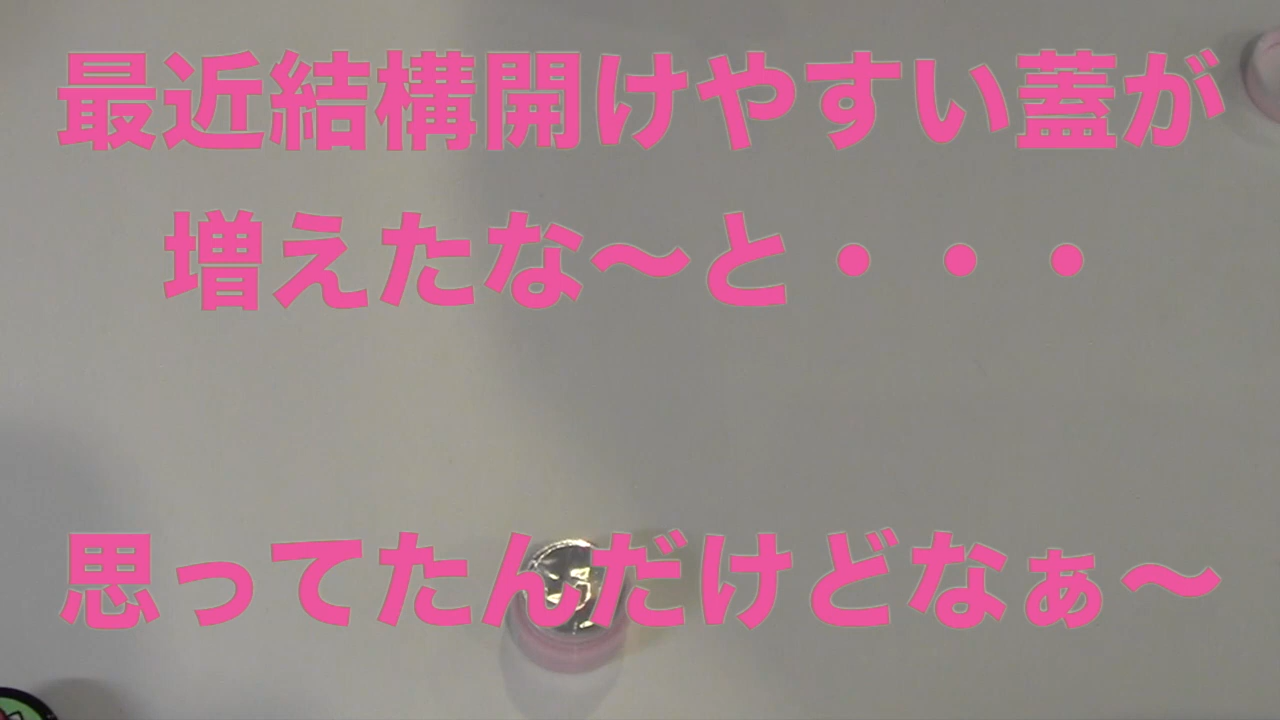 最近結構開けやすい蓋が
増えたな～と・・・
思ってたんだけどなぁ～